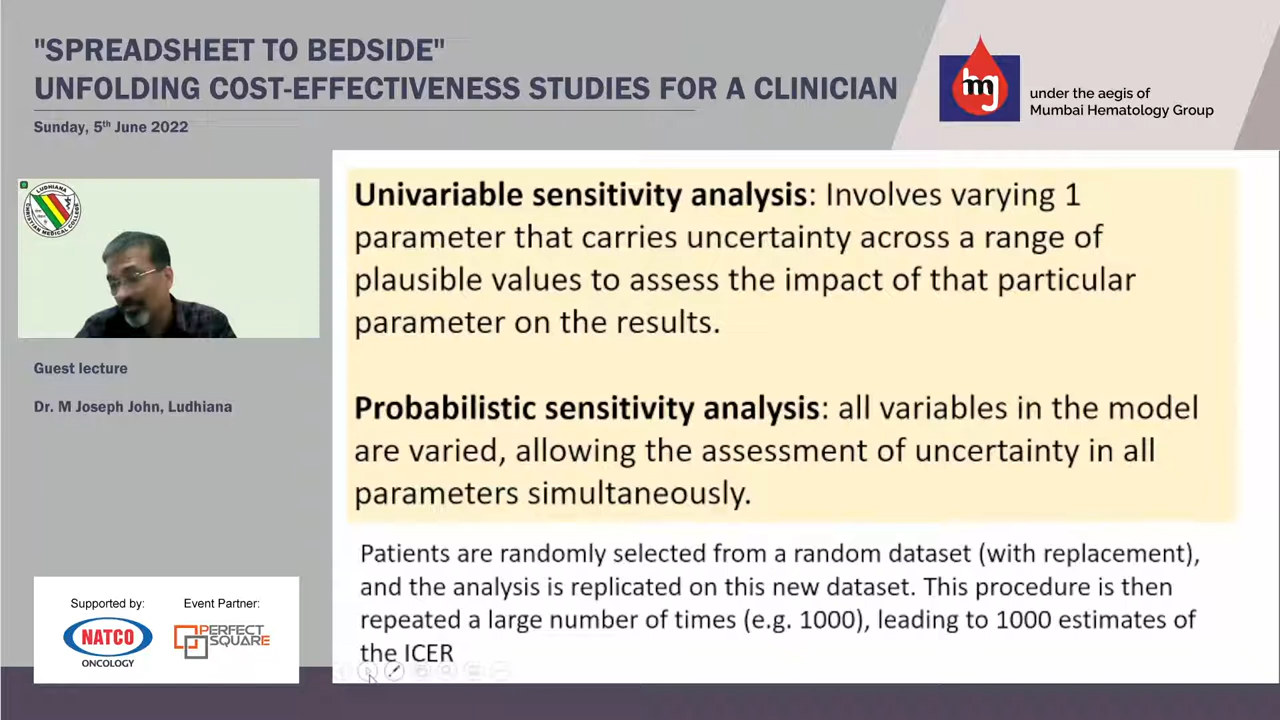 "SPREADSHEET TO BEDSIDE"
UNFOLDING COST-EFFECTIVENESS STUDIES FOR A CLINICIAN
Sunday, 5th June 2022
mg
under the aegis of
Mumbai Hematology Group
LUDHIANA
CHRISTIAN MEDICAL COLLEGE
Guest lecture
Dr. M Joseph John, Ludhiana
Supported by:
NATCO
ONCOLOGY
Event Partner:
PERFECT
SQUARE
Univariable sensitivity analysis: Involves varying 1
parameter that carries uncertainty across a range of
plausible values to assess the impact of that particular
parameter on the results.
Probabilistic sensitivity analysis: all variables in the model
are varied, allowing the assessment of uncertainty in all
parameters simultaneously.
Patients are randomly selected from a random dataset (with replacement),
and the analysis is replicated on this new dataset. This procedure is then
repeated a large number of times (e.g. 1000), leading to 1000 estimates of
the ICER